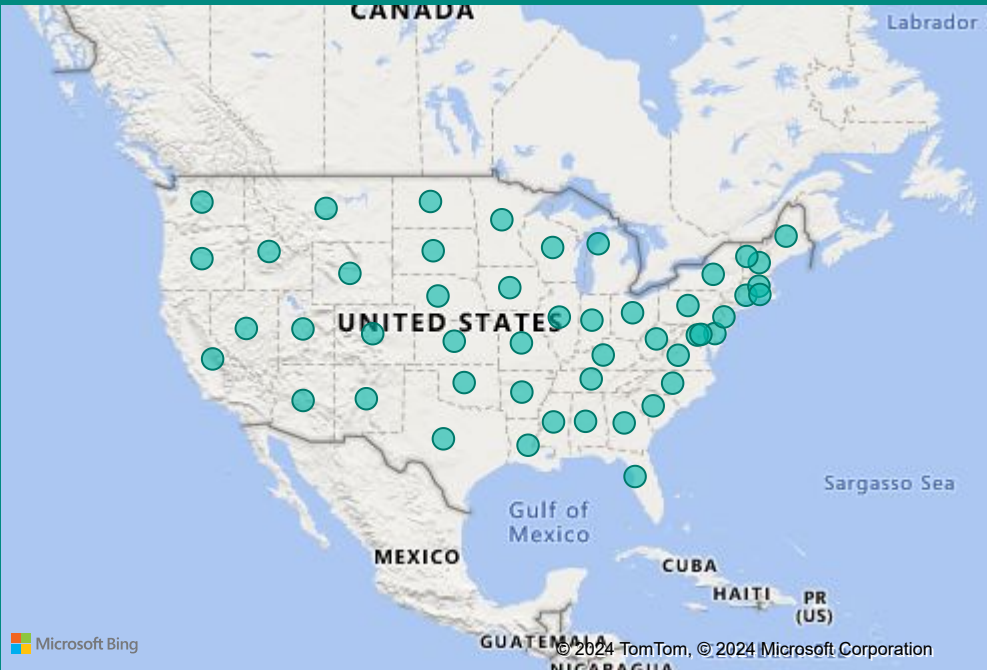 CANADA
Labrador
UNITED STATES
Sargasso Sea
Gulf of
Mexico
MEXICO
CUBA
HAITI
PR
(US)
GUATEMALA
© 2024 TomTom, © 2024 Microsoft Corporation
Microsoft Bing
NICARAGUA